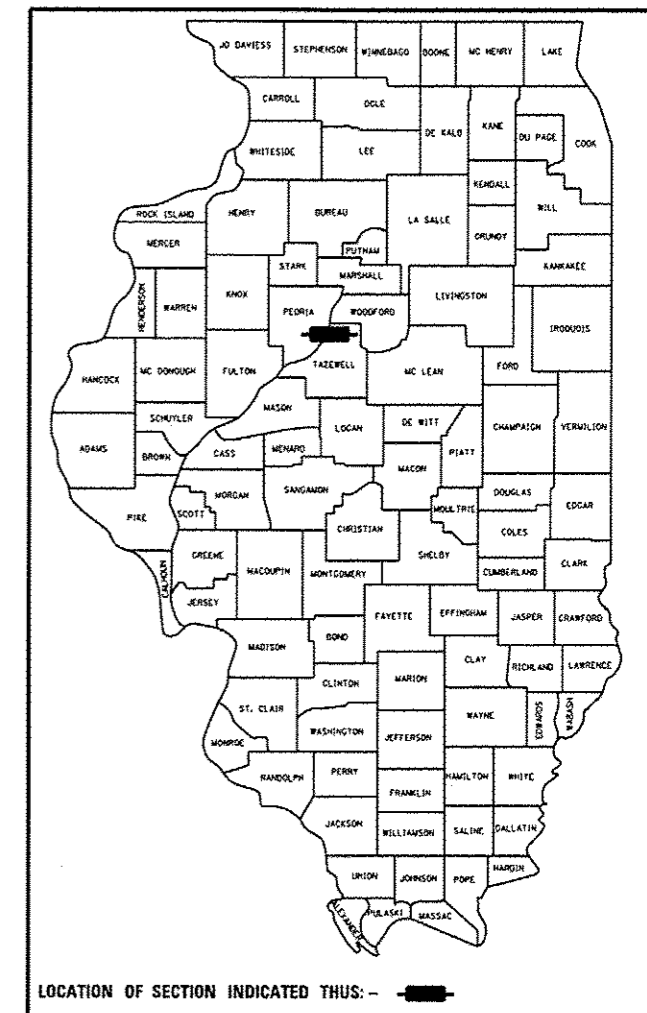 JO DAVIESS STEPHENSON WINNEBAGO BOONE MC HENRY LAKE
CARROLL OGLE DE KALB KANE DU PAGE COOK
WHITESIDE LEE
KENDALL WILL
ROCK ISLAND HENRY BUREAU LA SALLE GRUNDY
MERCER PUTNAM KANKAKEE
STARK MARSHALL
HENDERSON WARREN KNOX PEORIA WOODFORD LIVINGSTON IROQUOIS
HANCOCK MC DONOUGH FULTON TAZEWELL MC LEAN FORD
MASON
SCHUYLER LOGAN DE WITT CHAMPAIGN VERMILION
ADAMS BROWN CASS MENARD PIATT
MACON
PIKE SCOTT MORGAN SANGAMON MOULTRIE DOUGLAS EDGAR
CHRISTIAN COLES
GREENE MACOUPIN MONTGOMERY SHELBY CUMBERLAND CLARK
CALHOUN JERSEY
FAYETTE EFFINGHAM JASPER CRAWFORD
MADISON BOND
CLAY RICHLAND LAWRENCE
CLINTON MARION
ST. CLAIR WAYNE EDWARDS WABASH
MONROE WASHINGTON JEFFERSON
RANDOLPH PERRY HAMILTON WHITE
FRANKLIN
JACKSON WILLIAMSON SALINE GALLATIN
UNION JOHNSON POPE HARDIN
ALEXANDER PULASKI MASSAC
LOCATION OF SECTION INDICATED THUS: -